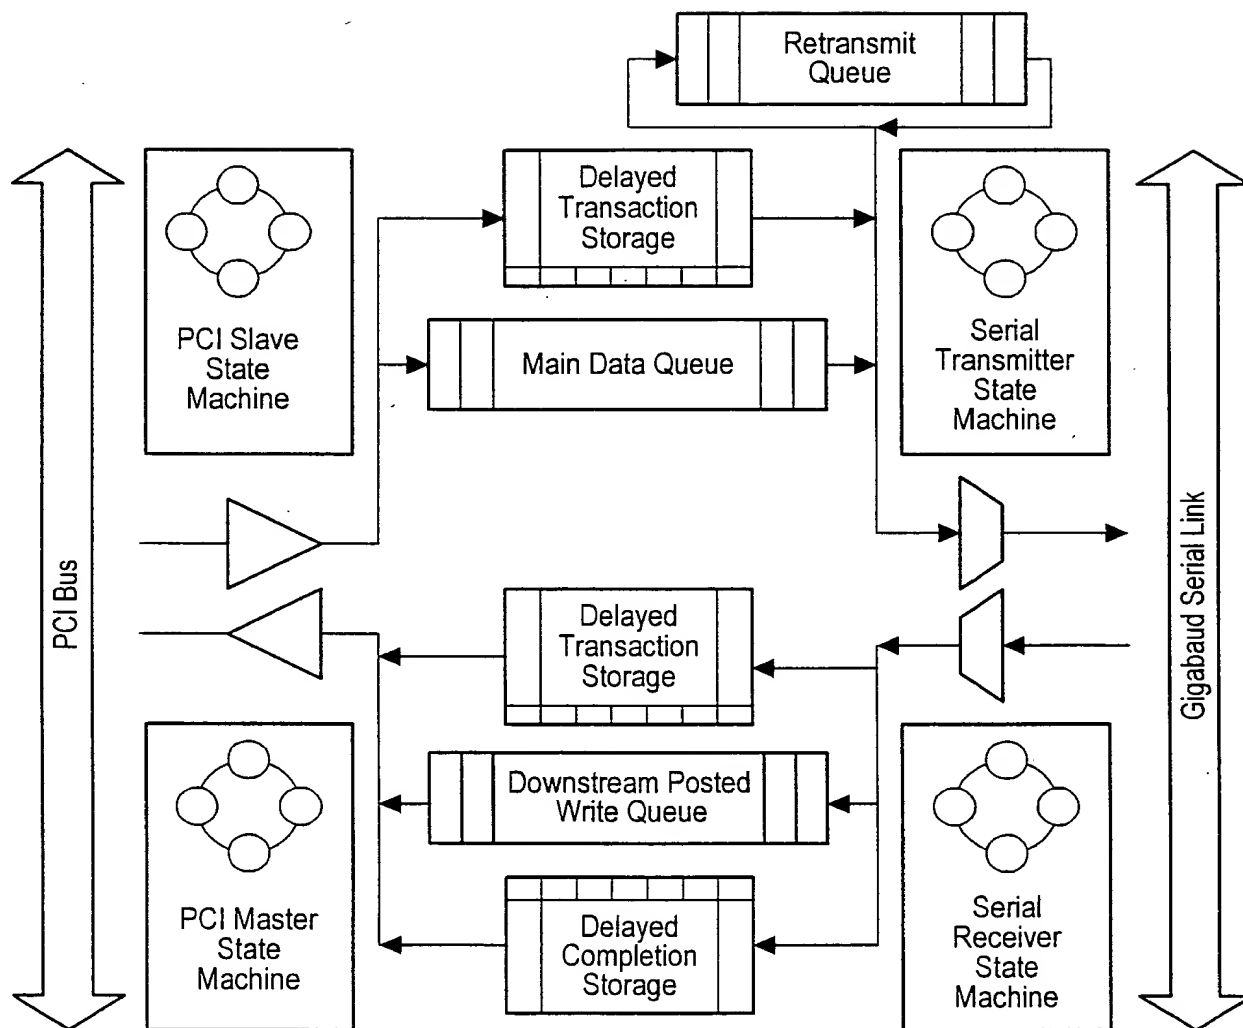 Retransmit
Queue
Delayed
Transaction
Storage
PCI Slave
State
Machine
Main Data Queue
Serial
Transmitter
State
Machine
PCI Bus
Gigabaud Serial Link
Delayed
Transaction
Storage
Downstream Posted
Write Queue
PCI Master
State
Machine
Delayed
Completion
Storage
Serial
Receiver
State
Machine